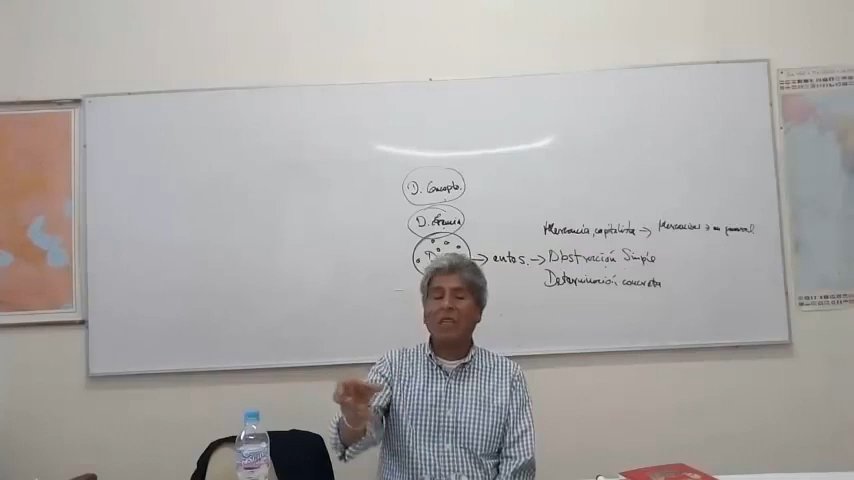 D. Concepto.
D. Esencia
Mercancía, capitalista → Mercancías → en general
D → entes. → Abstracción Simple
Determinación concreta